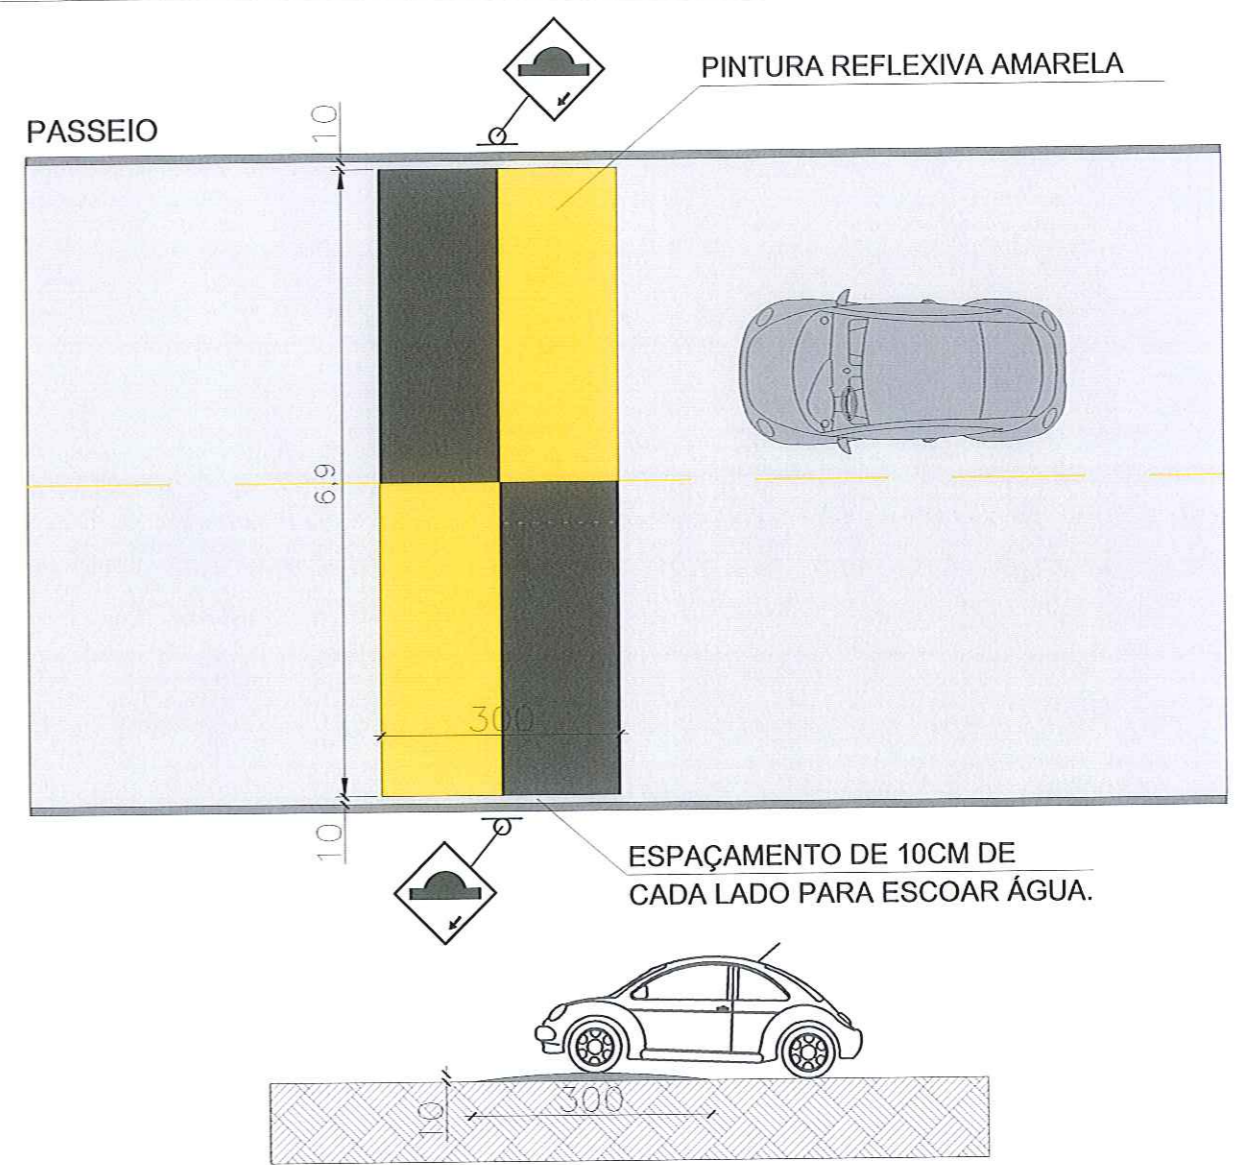 PINTURA REFLEXIVA AMARELA
PASSEIO
10
6,9
300
10
ESPAÇAMENTO DE 10CM DE
CADA LADO PARA ESCOAR ÁGUA.
10
300